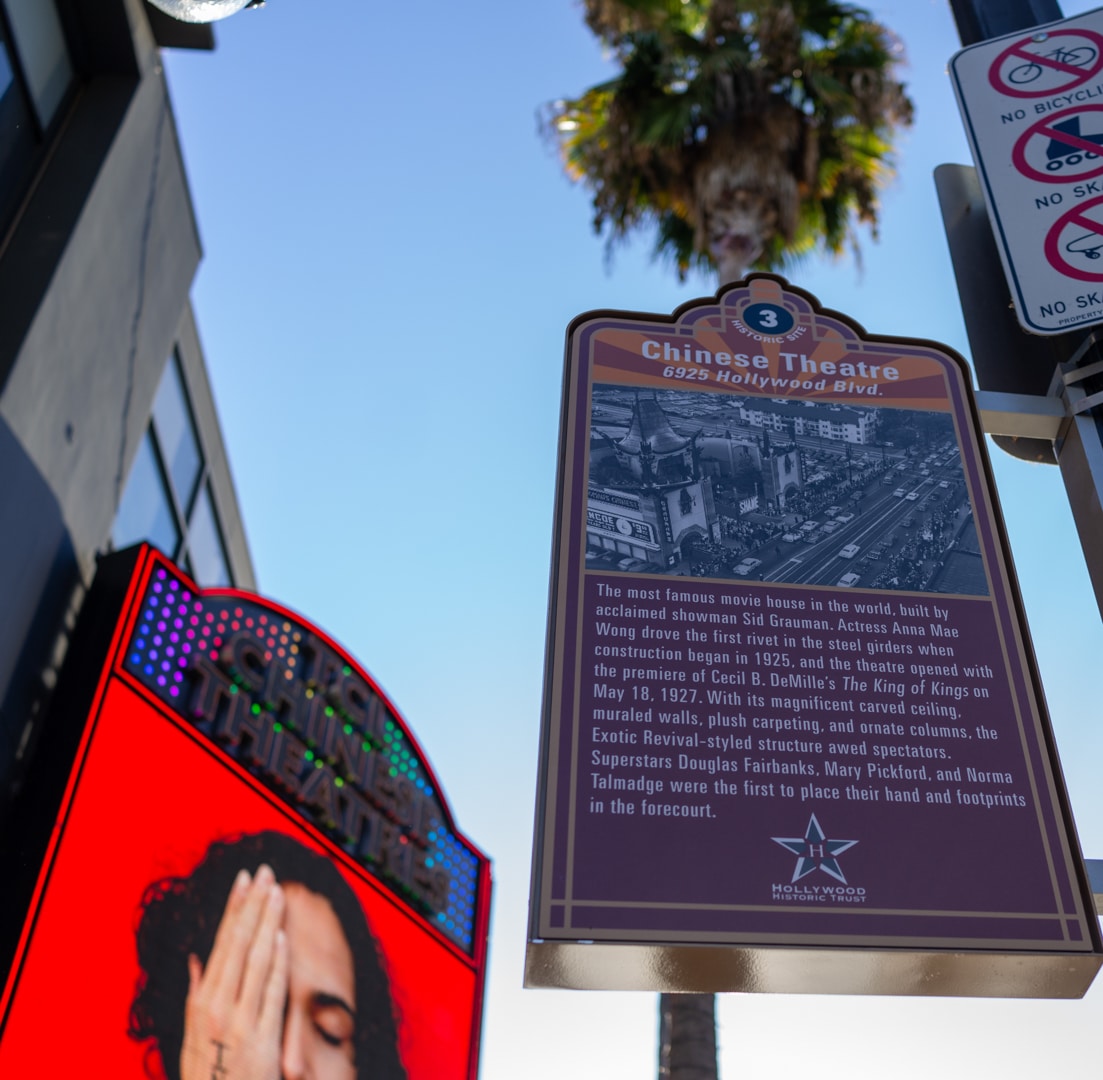 3
HISTORIC SITE
Chinese Theatre
6925 Hollywood Blvd.
The most famous movie house in the world, built by
acclaimed showman Sid Grauman. Actress Anna Mae
Wong drove the first rivet in the steel girders when
construction began in 1925, and the theatre opened with
the premiere of Cecil B. DeMille's The King of Kings on
May 18, 1927. With its magnificent carved ceiling,
muraled walls, plush carpeting, and ornate columns, the
Exotic Revival-styled structure awed spectators.
Superstars Douglas Fairbanks, Mary Pickford, and Norma
Talmadge were the first to place their hand and footprints
in the forecourt.
H
HOLLYWOOD
HISTORIC TRUST
TCL
CHINESE
THEATRES
NO BICYCLI
NO SKA
NO SK
PROPERTY